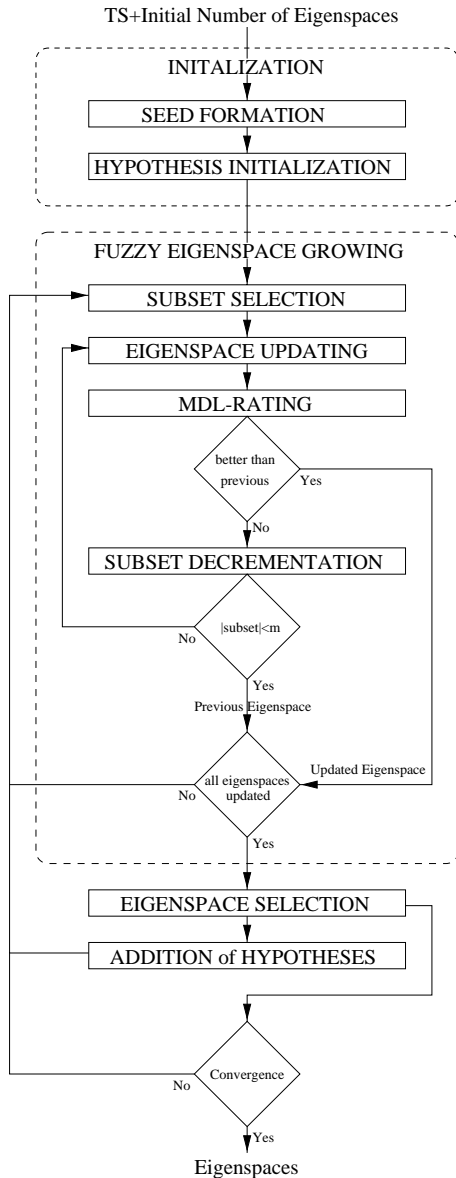 TS+Initial Number of Eigenspaces
INITALIZATION
SEED FORMATION
HYPOTHESIS INITIALIZATION
FUZZY EIGENSPACE GROWING
SUBSET SELECTION
EIGENSPACE UPDATING
MDL-RATING
better than
previous
Yes
No
SUBSET DECREMENTATION
|subset|<m
No
Yes
Previous Eigenspace
Updated Eigenspace
all eigenspaces
updated
No
Yes
EIGENSPACE SELECTION
ADDITION of HYPOTHESES
Convergence
No
Yes
Eigenspaces